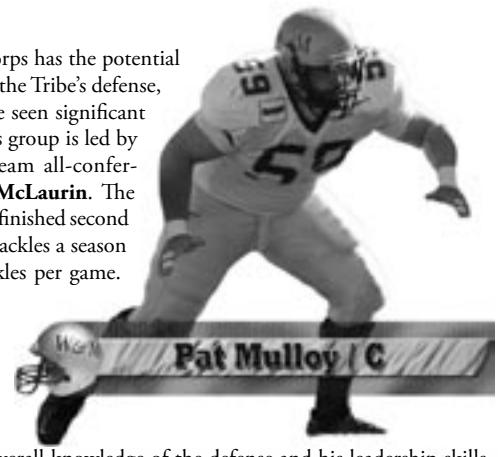 orps has the potential
the Tribe's defense,
e seen significant
s group is led by
eam all-confer-
McLaurin. The
finished second
ackles a season
kles per game.
59
59
W&M
Pat Mulloy / C
verall knowledge of the defense and his leadership skills